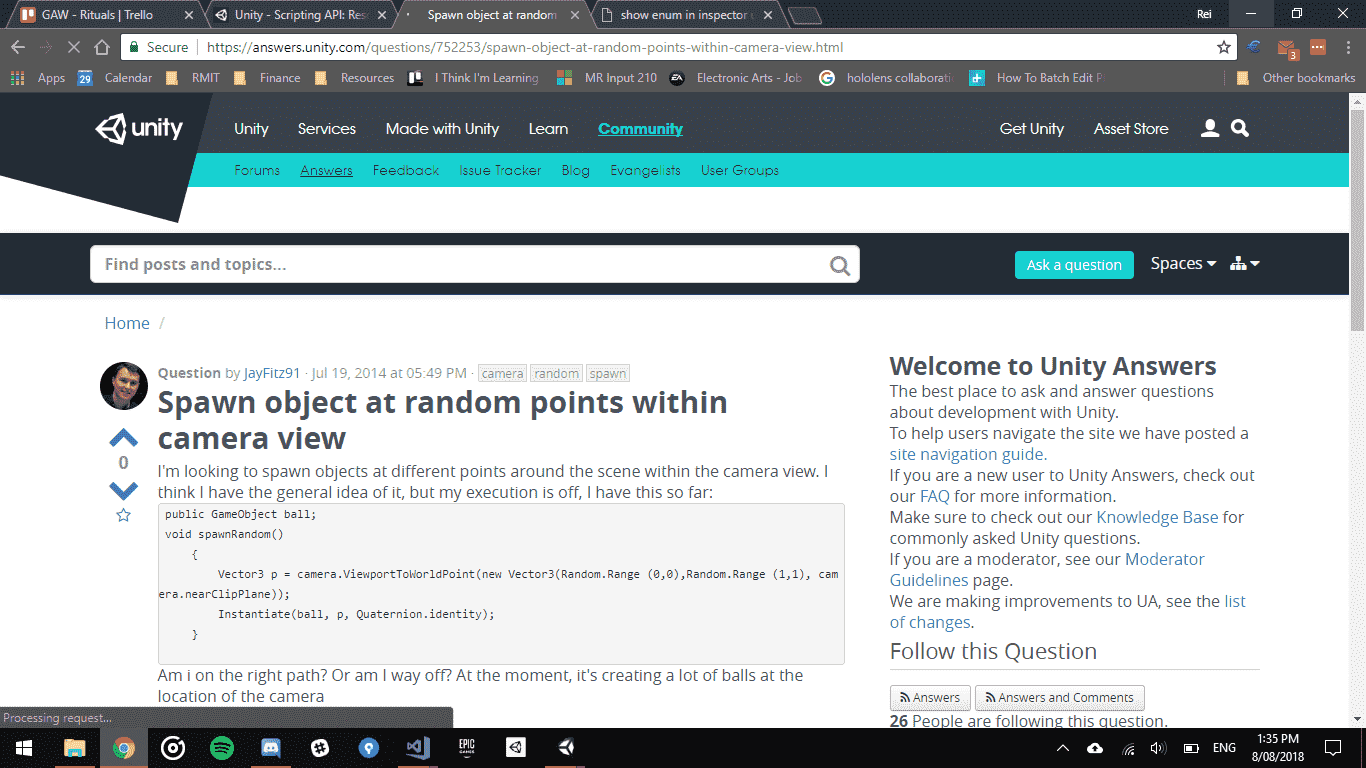 GAW - Rituals | Trello
Unity - Scripting API: Res
Spawn object at random
show enum in inspector u
Rei
Secure
https://answers.unity.com/questions/752253/spawn-object-at-random-points-within-camera-view.html
3
Apps
29
Calendar
RMIT
Finance
Resources
I Think I'm Learning
MR Input 210
EA
Electronic Arts - Job
G
hololens collaborati
How To Batch Edit P
Other bookmarks
unity
Unity
Services
Made with Unity
Learn
Community
Get Unity
Asset Store
Forums
Answers
Feedback
Issue Tracker
Blog
Evangelists
User Groups
Find posts and topics...
Ask a question
Spaces
Home /
Question by JayFitz91 · Jul 19, 2014 at 05:49 PM · camera random spawn
Spawn object at random points within
camera view
0
I'm looking to spawn objects at different points around the scene within the camera view. I
think I have the general idea of it, but my execution is off, I have this so far:
public GameObject ball;
void spawnRandom()
{
Vector3 p = camera.ViewportToWorldPoint(new Vector3(Random.Range (0,0),Random.Range (1,1), cam
era.nearClipPlane));
Instantiate(ball, p, Quaternion.identity);
}
Am i on the right path? Or am I way off? At the moment, it's creating a lot of balls at the
location of the camera
Welcome to Unity Answers
The best place to ask and answer questions
about development with Unity.
To help users navigate the site we have posted a
site navigation guide.
If you are a new user to Unity Answers, check out
our FAQ for more information.
Make sure to check out our Knowledge Base for
commonly asked Unity questions.
If you are a moderator, see our Moderator
Guidelines page.
We are making improvements to UA, see the list
of changes.
Follow this Question
Answers
Answers and Comments
26 People are following this question.
Processing request...
EPIC
GAMES
ENG
1:35 PM
8/08/2018